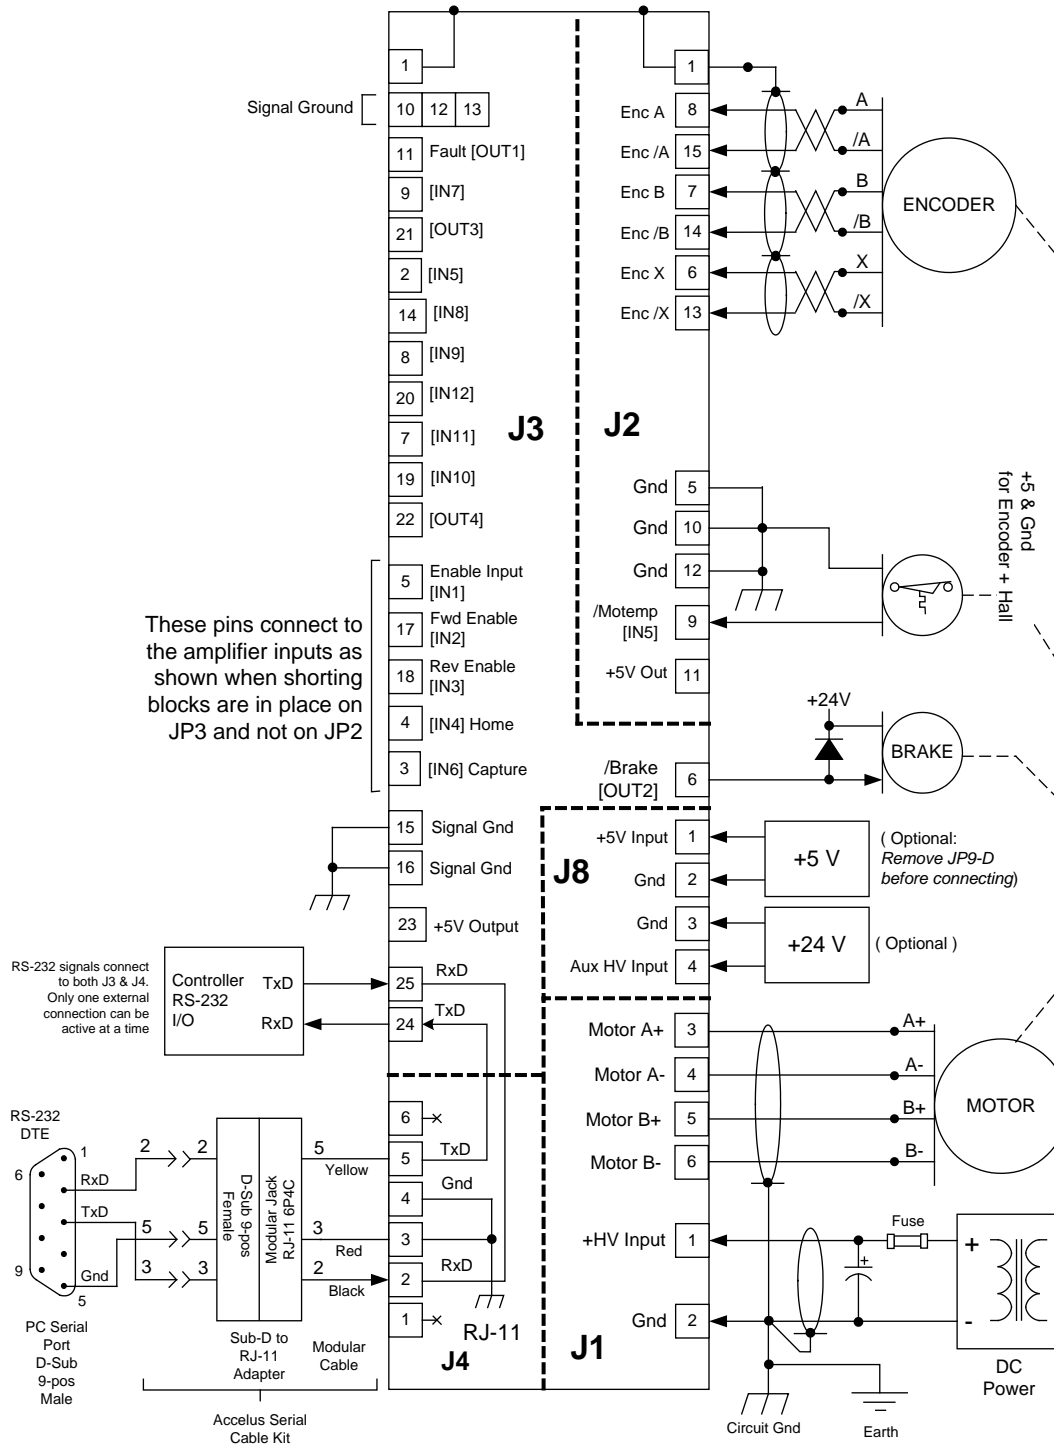 1
Signal Ground
10 12 13
11 Fault [OUT1]
9 [IN7]
21 [OUT3]
2 [IN5]
14 [IN8]
8 [IN9]
20 [IN12]
7 [IN11]
19 [IN10]
22 [OUT4]
5 Enable Input
[IN1]
17 Fwd Enable
[IN2]
18 Rev Enable
[IN3]
4 [IN4] Home
3 [IN6] Capture
These pins connect to
the amplifier inputs as
shown when shorting
blocks are in place on
JP3 and not on JP2
15 Signal Gnd
16 Signal Gnd
23 +5V Output
25 RxD
24 TxD
J3
RS-232 signals connect
to both J3 & J4.
Only one external
connection can be
active at a time
Controller
RS-232
I/O
TxD
RxD
J2
1
Enc A 8
Enc /A 15
Enc B 7
Enc /B 14
Enc X 6
Enc /X 13
A
/A
B
/B
X
/X
ENCODER
Gnd 5
Gnd 10
Gnd 12
/Motemp
[IN5] 9
+5V Out 11
+5 & Gnd
for Encoder + Hall
/Brake
[OUT2] 6
+24V
BRAKE
J8
+5V Input 1
Gnd 2
Gnd 3
Aux HV Input 4
+5 V
( Optional:
Remove JP9-D
before connecting)
+24 V
( Optional )
Motor A+ 3
Motor A- 4
Motor B+ 5
Motor B- 6
A+
A-
B+
B-
MOTOR
+HV Input 1
Gnd 2
J1
Fuse
+
+
-
DC
Power
Circuit Gnd
Earth
6
5 TxD
4 Gnd
3
2 RxD
1
RJ-11
J4
RS-232
DTE
1
6
9
5
RxD
TxD
Gnd
2 2
5 5
3 3
D-Sub 9-pos
Female
Modular Jack
RJ-11 6P4C
5
Yellow
3
Red
2
Black
PC Serial
Port
D-Sub
9-pos
Male
Sub-D to
RJ-11
Adapter
Modular
Cable
Accelus Serial
Cable Kit